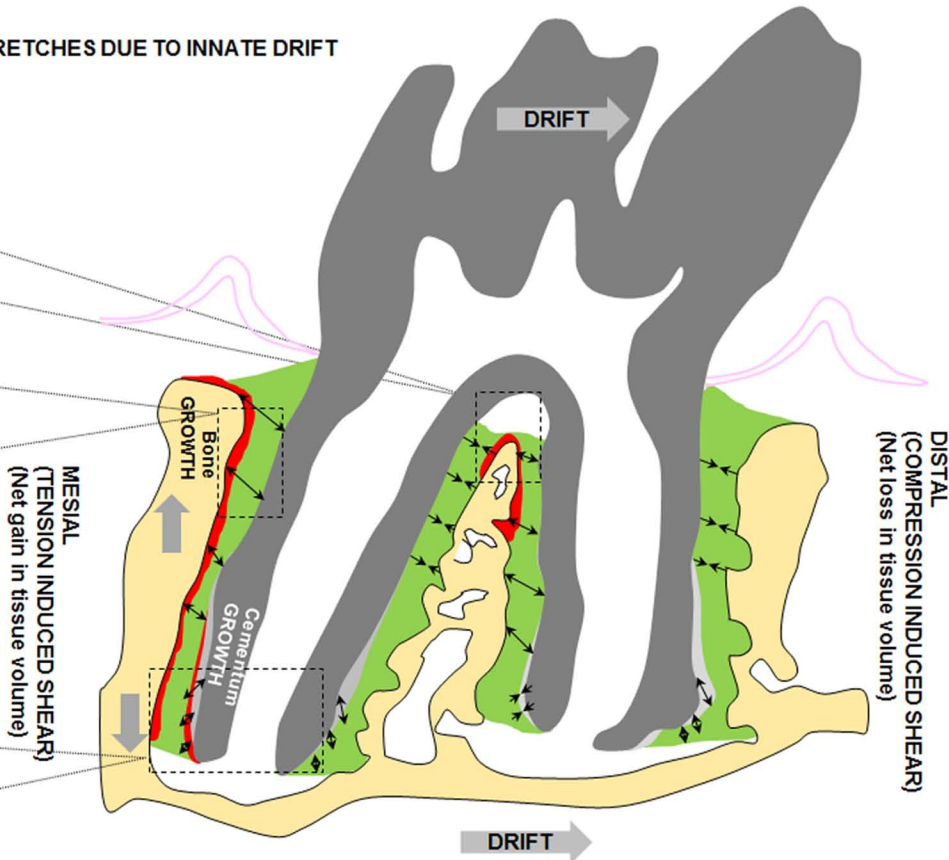 RETCHES DUE TO INNATE DRIFT
DRIFT
Bone
GROWTH
Cementum
GROWTH
MESIAL
(TENSION INDUCED SHEAR)
(Net gain in tissue volume)
DISTAL
(COMPRESSION INDUCED SHEAR)
(Net loss in tissue volume)
DRIFT